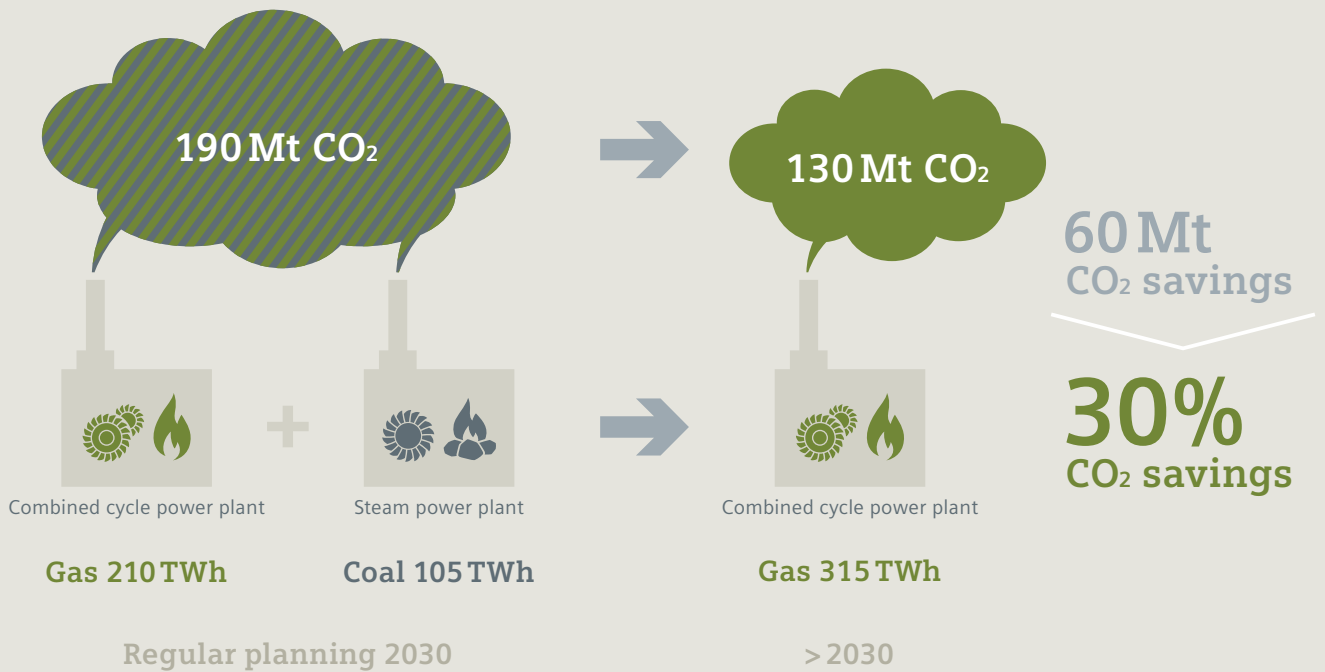 190 Mt CO₂
130 Mt CO₂
60 Mt
CO₂ savings
30%
CO₂ savings
Combined cycle power plant
Steam power plant
Combined cycle power plant
Gas 210 TWh
Coal 105 TWh
Gas 315 TWh
Regular planning 2030
> 2030